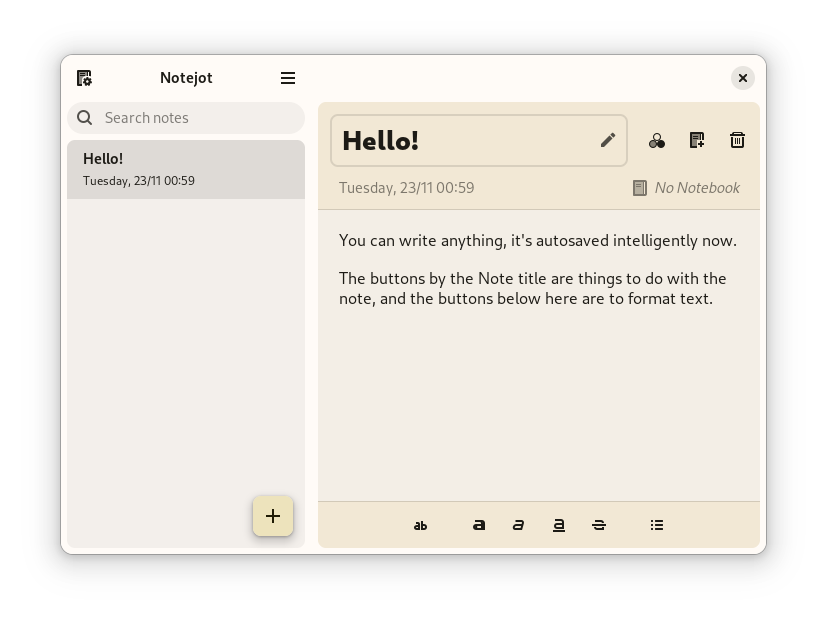 Notejot
Search notes
Hello!
Tuesday, 23/11 00:59
Hello!
Tuesday, 23/11 00:59
No Notebook
You can write anything, it's autosaved intelligently now.
The buttons by the Note title are things to do with the
note, and the buttons below here are to format text.
ab
a
a
a